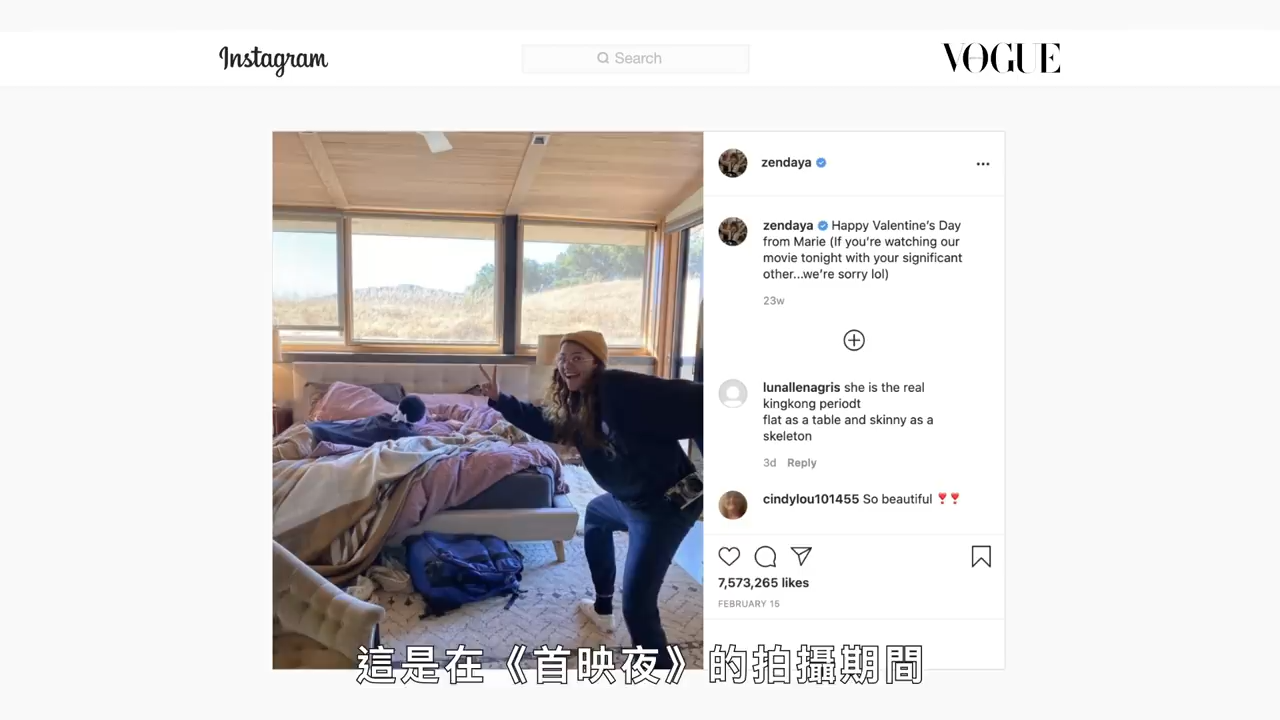 Instagram
Search
VOGUE
zendaya
zendaya Happy Valentine's Day
from Marie (If you're watching our
movie tonight with your significant
other...we're sorry lol)
23w
lunallenagris she is the real
kingkong periodt
flat as a table and skinny as a
skeleton
3d Reply
cindylou101455 So beautiful ❣️❣️
7,573,265 likes
FEBRUARY 15
這是在《首映夜》的拍攝期間